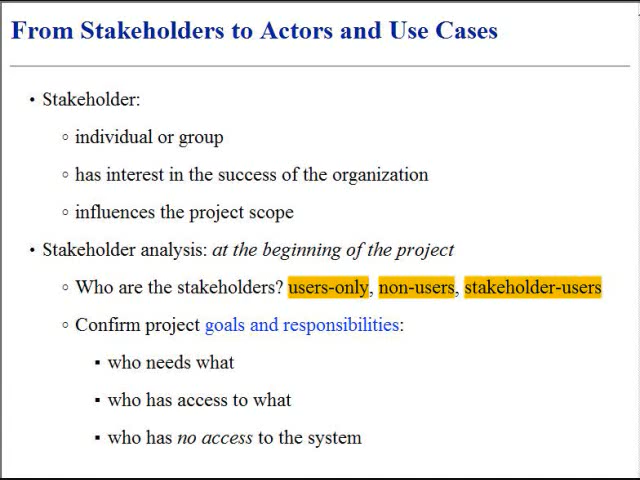 From Stakeholders to Actors and Use Cases
• Stakeholder:
○ individual or group
○ has interest in the success of the organization
○ influences the project scope
• Stakeholder analysis: at the beginning of the project
○ Who are the stakeholders? users-only, non-users, stakeholder-users
○ Confirm project goals and responsibilities:
▪ who needs what
▪ who has access to what
▪ who has no access to the system